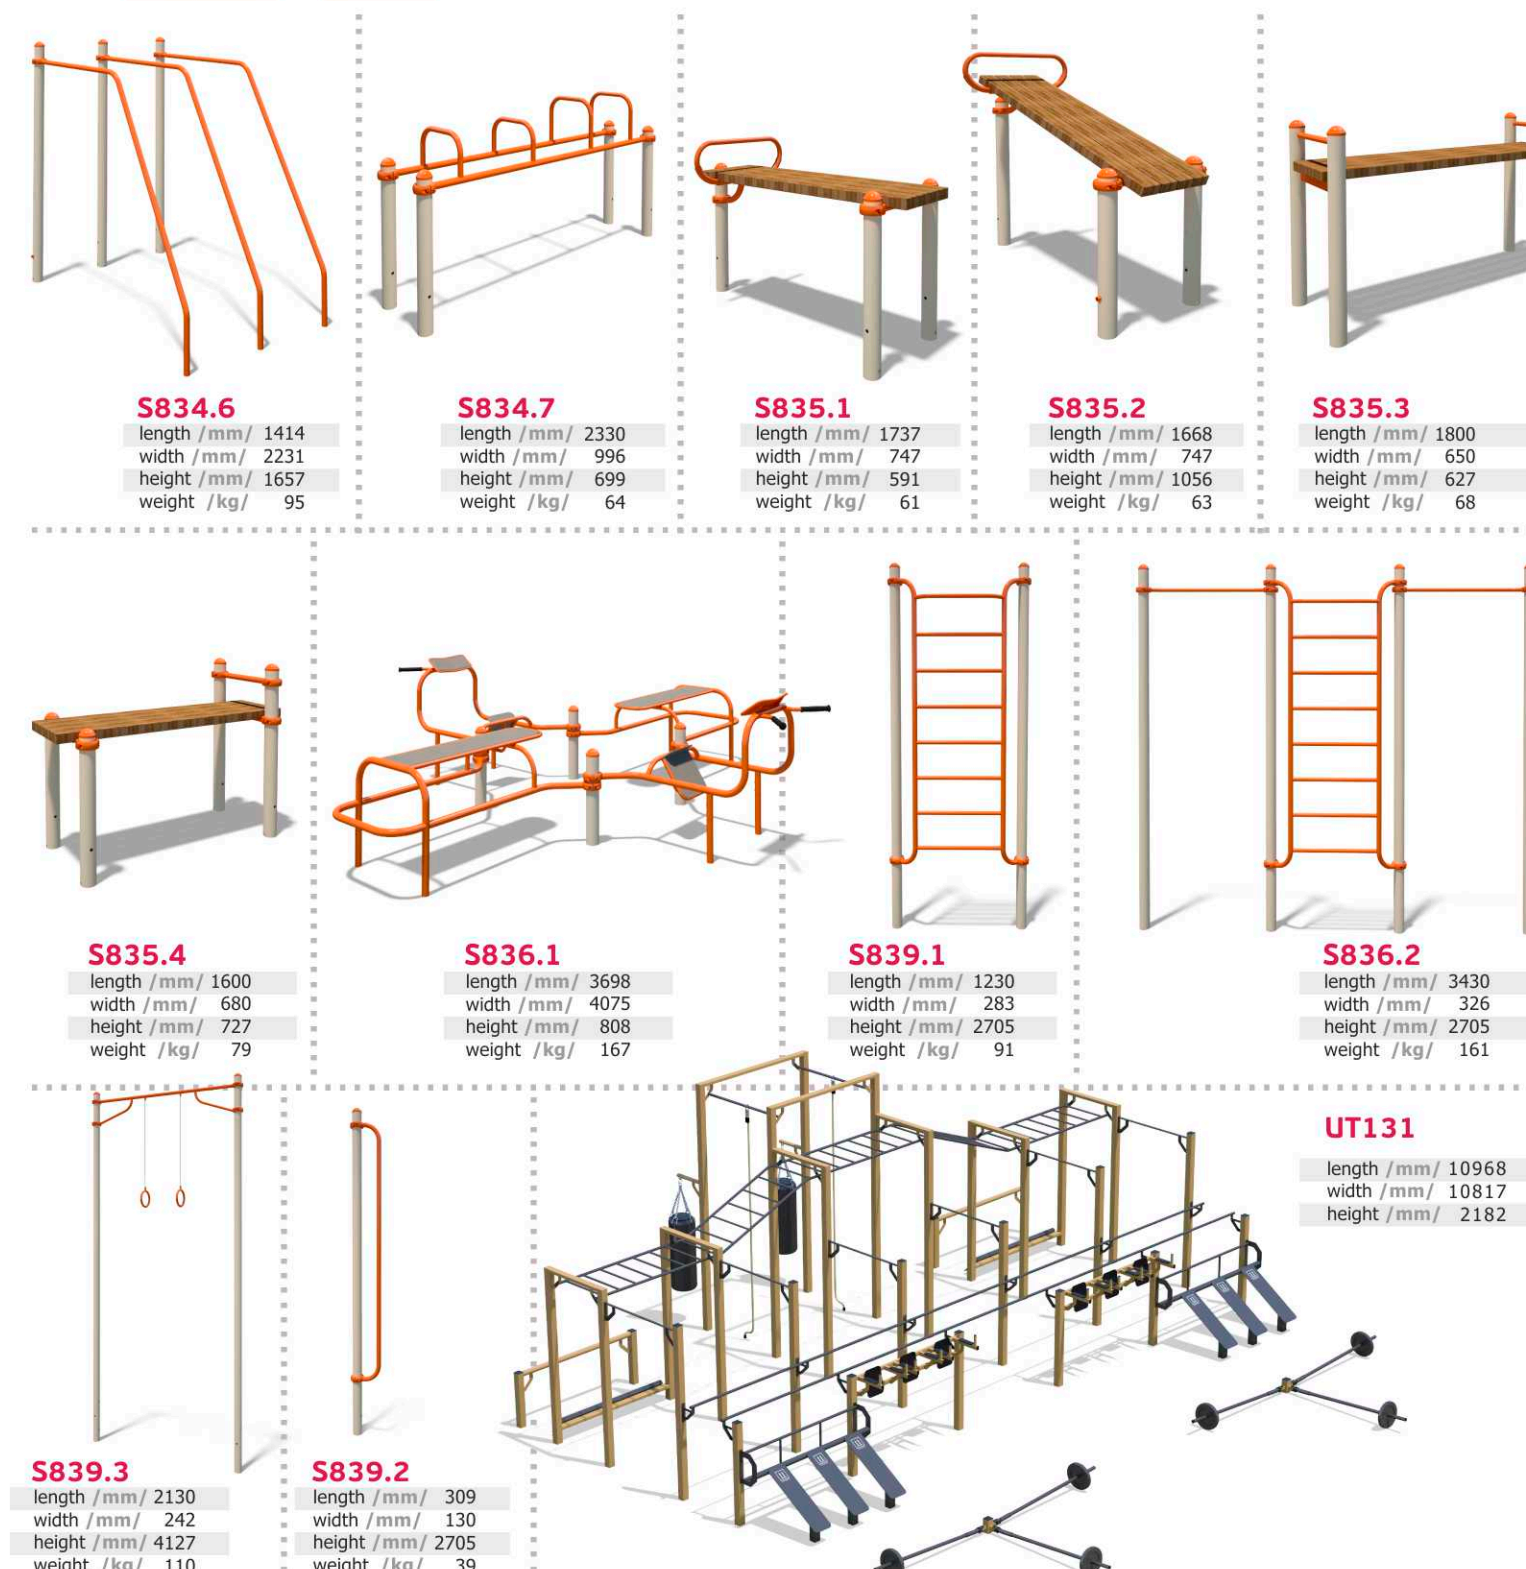 S834.6
length /mm/ 1414
width /mm/ 2231
height /mm/ 1657
weight /kg/ 95
S834.7
length /mm/ 2330
width /mm/ 996
height /mm/ 699
weight /kg/ 64
S835.1
length /mm/ 1737
width /mm/ 747
height /mm/ 591
weight /kg/ 61
S835.2
length /mm/ 1668
width /mm/ 747
height /mm/ 1056
weight /kg/ 63
S835.3
length /mm/ 1800
width /mm/ 650
height /mm/ 627
weight /kg/ 68
S835.4
length /mm/ 1600
width /mm/ 680
height /mm/ 727
weight /kg/ 79
S836.1
length /mm/ 3698
width /mm/ 4075
height /mm/ 808
weight /kg/ 167
S839.1
length /mm/ 1230
width /mm/ 283
height /mm/ 2705
weight /kg/ 91
S836.2
length /mm/ 3430
width /mm/ 326
height /mm/ 2705
weight /kg/ 161
S839.3
length /mm/ 2130
width /mm/ 242
height /mm/ 4127
weight /kg/ 110
S839.2
length /mm/ 309
width /mm/ 130
height /mm/ 2705
weight /kg/ 39
UT131
length /mm/ 10968
width /mm/ 10817
height /mm/ 2182